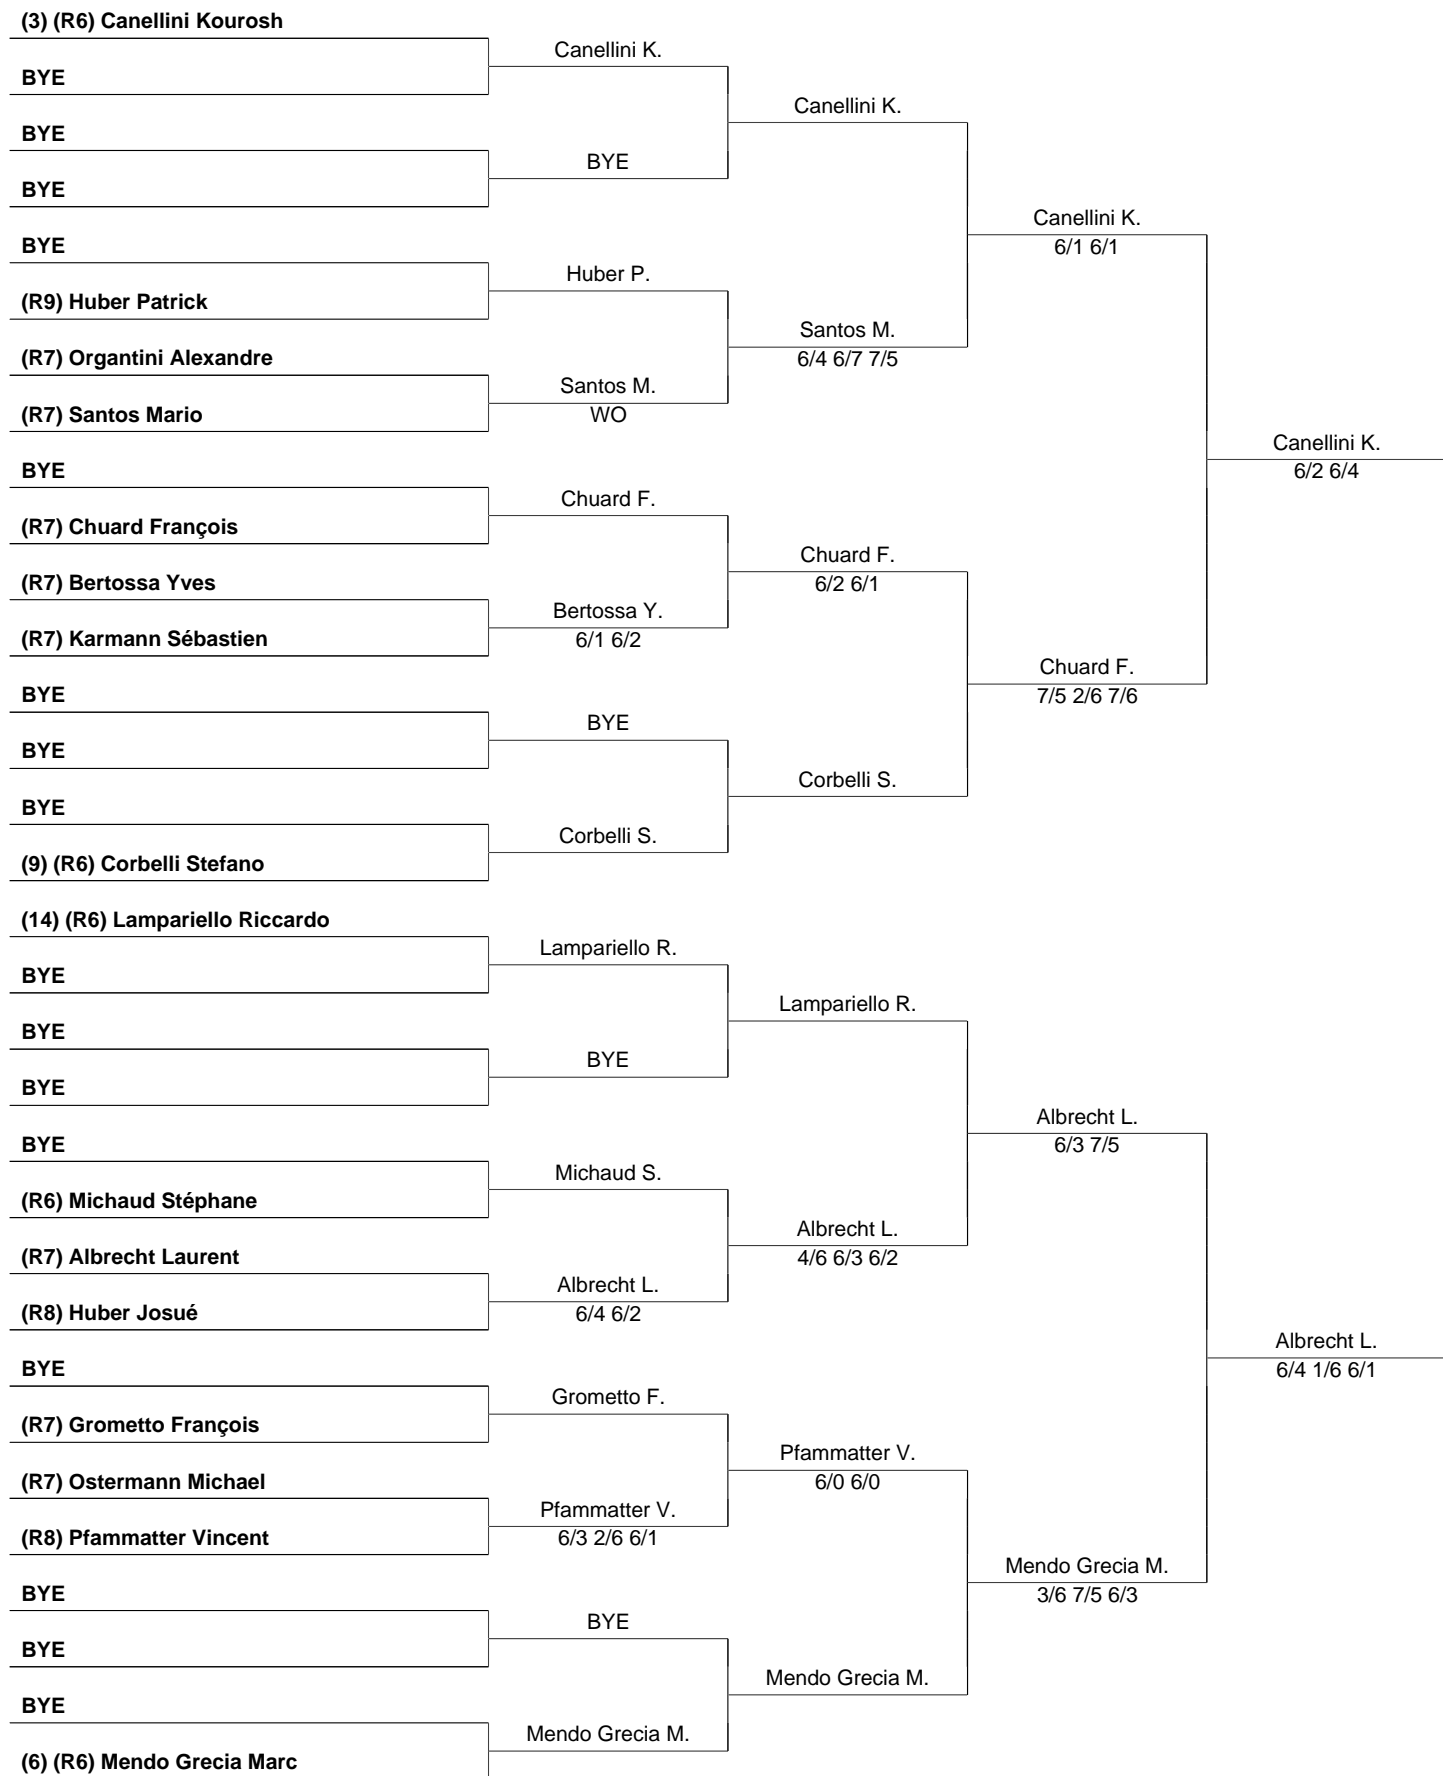 (3) (R6) Canellini Kourosh
Canellini K.
BYE
Canellini K.
BYE
BYE
BYE
Canellini K.
BYE
6/1 6/1
Huber P.
(R9) Huber Patrick
Santos M.
(R7) Organtini Alexandre
6/4 6/7 7/5
Santos M.
(R7) Santos Mario
WO
Canellini K.
BYE
6/2 6/4
Chuard F.
(R7) Chuard François
Chuard F.
(R7) Bertossa Yves
6/2 6/1
Bertossa Y.
(R7) Karmann Sébastien
6/1 6/2
Chuard F.
BYE
7/5 2/6 7/6
BYE
BYE
Corbelli S.
BYE
Corbelli S.
(9) (R6) Corbelli Stefano
(14) (R6) Lampariello Riccardo
Lampariello R.
BYE
Lampariello R.
BYE
BYE
BYE
Albrecht L.
BYE
6/3 7/5
Michaud S.
(R6) Michaud Stéphane
Albrecht L.
(R7) Albrecht Laurent
4/6 6/3 6/2
Albrecht L.
(R8) Huber Josué
6/4 6/2
Albrecht L.
BYE
6/4 1/6 6/1
Grometto F.
(R7) Grometto François
Pfammatter V.
(R7) Ostermann Michael
6/0 6/0
Pfammatter V.
(R8) Pfammatter Vincent
6/3 2/6 6/1
Mendo Grecia M.
BYE
3/6 7/5 6/3
BYE
BYE
Mendo Grecia M.
BYE
Mendo Grecia M.
(6) (R6) Mendo Grecia Marc